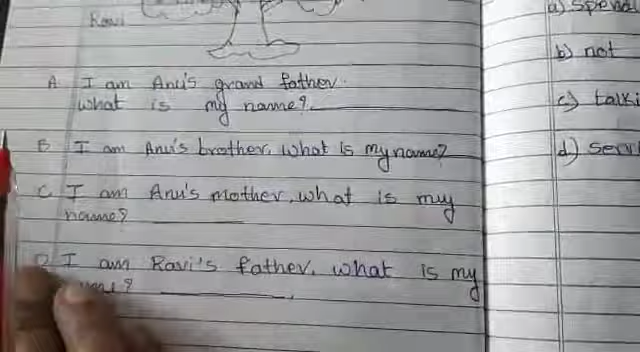 Ravi
A I am Anu's grand father.
what is my name?
B I am Anu's brother, what is my name?
C I am Anu's mother, what is my
name?
D I am Ravi's father, what is my
a) spend
b) not
c) talki
d) serv